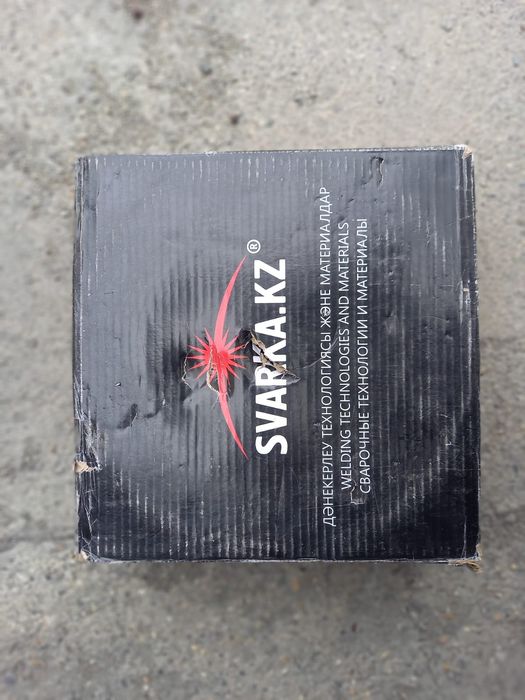 SVARKA.KZ®
ДӘНЕКЕРЛЕУ ТЕХНОЛОГИЯСЫ ЖӘНЕ МАТЕРИАЛДАР
WELDING TECHNOLOGIES AND MATERIALS
СВАРОЧНЫЕ ТЕХНОЛОГИИ И МАТЕРИАЛЫ